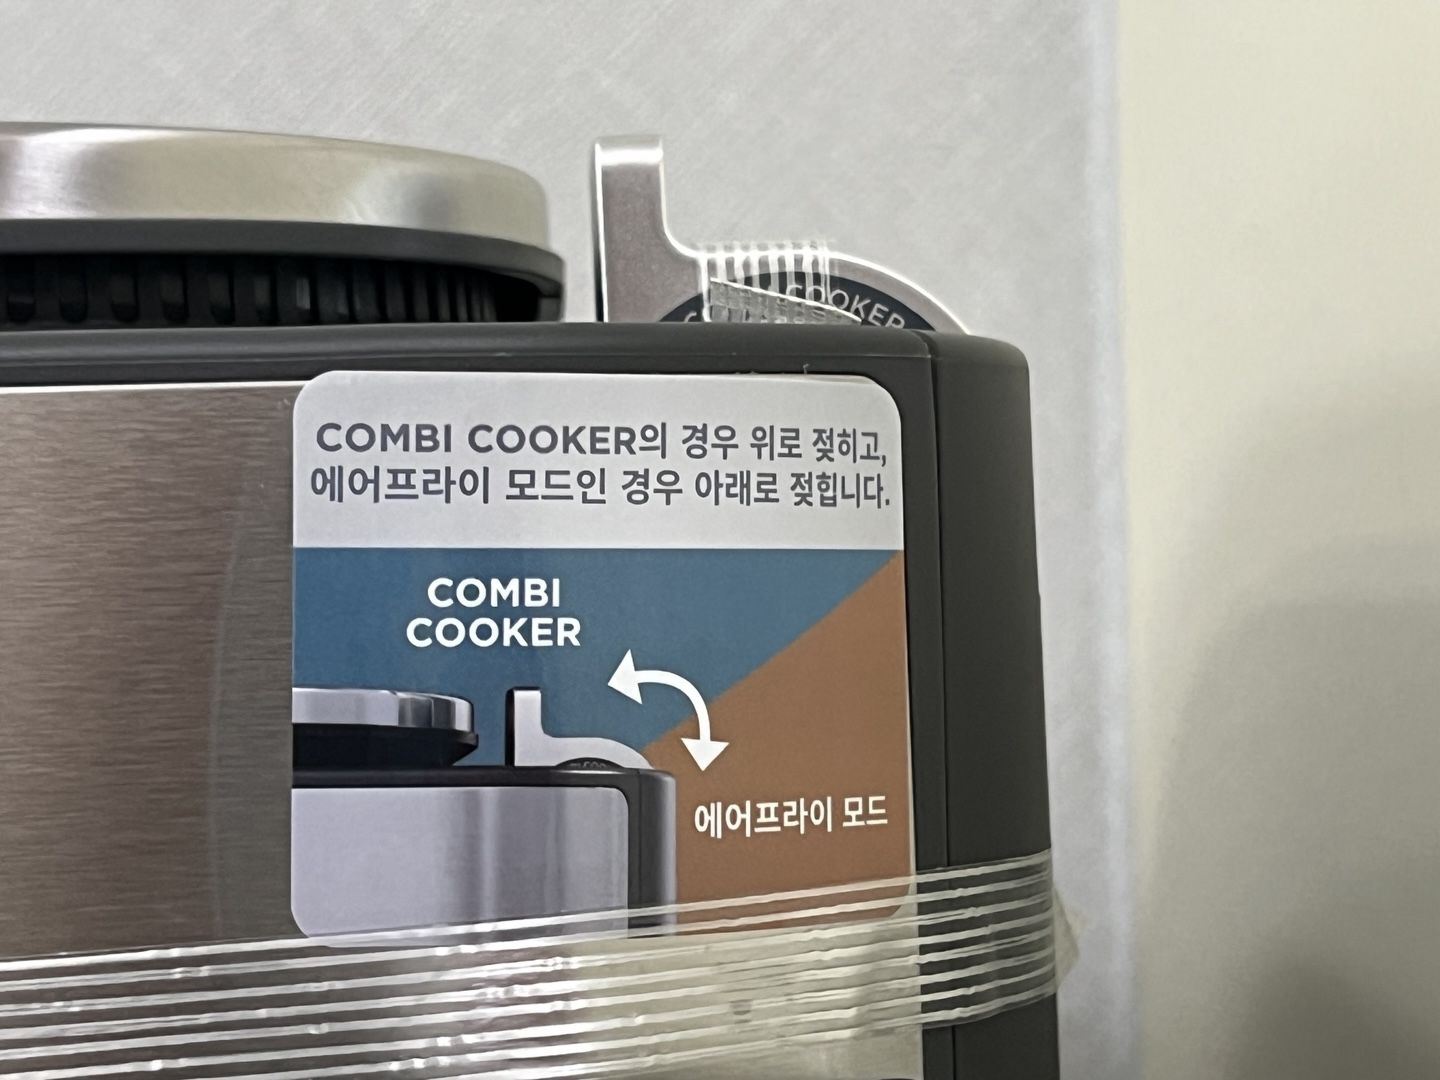 COOKER
COMBI COOKER의 경우 위로 젖히고,
에어프라이 모드인 경우 아래로 젖힙니다.
COMBI
COOKER
에어프라이 모드